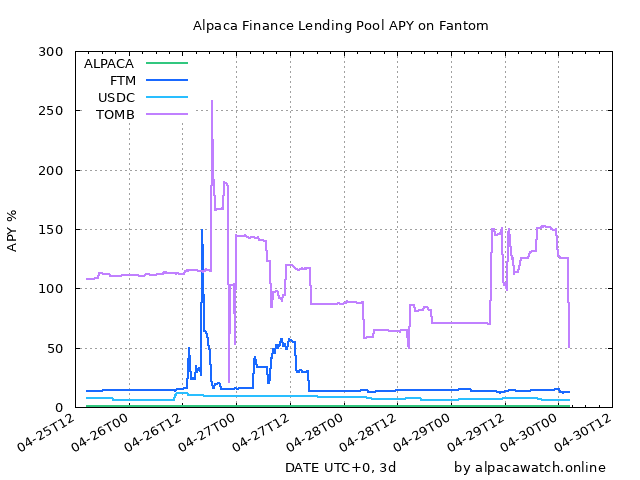 Alpaca Finance Lending Pool APY on Fantom
300
250
200
150
100
50
0
APY %
ALPACA
FTM
USDC
TOMB
04-25T12
04-26T00
04-26T12
04-27T00
04-27T12
04-28T00
04-28T12
04-29T00
04-29T12
04-30T00
04-30T12
DATE UTC+0, 3d
by alpacawatch.online